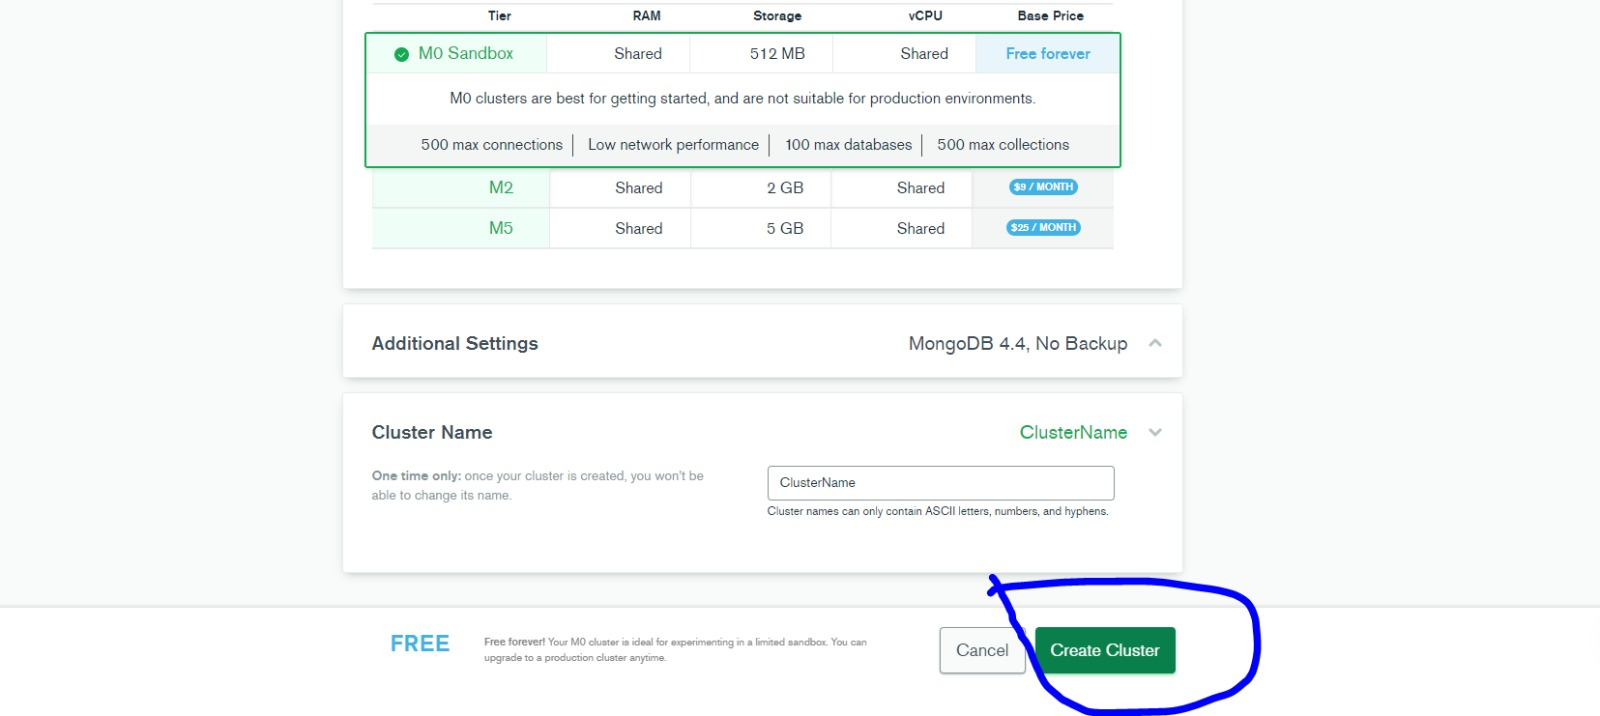 Tier RAM Storage vCPU Base Price
M0 Sandbox Shared 512 MB Shared Free forever
M0 clusters are best for getting started, and are not suitable for production environments.
500 max connections Low network performance 100 max databases 500 max collections
M2 Shared 2 GB Shared $9 / MONTH
M5 Shared 5 GB Shared $25 / MONTH
Additional Settings MongoDB 4.4, No Backup
Cluster Name ClusterName
One time only: once your cluster is created, you won't be
able to change its name.
ClusterName
Cluster names can only contain ASCII letters, numbers, and hyphens.
FREE
Free forever! Your M0 cluster is ideal for experimenting in a limited sandbox. You can
upgrade to a production cluster anytime.
Cancel Create Cluster